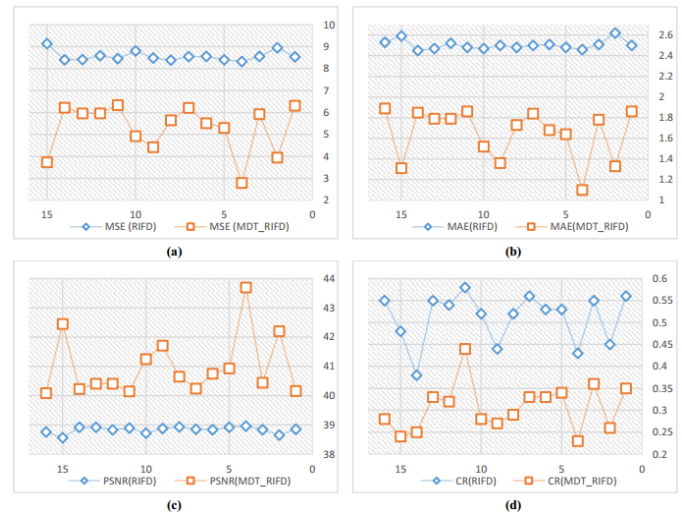 10
9
8
7
6
5
4
3
2
15 10 5 0
MSE (RIFD) MSE (MDT_RIFD)
(a)
2.6
2.4
2.2
2
1.8
1.6
1.4
1.2
1
15 10 5 0
MAE(RIFD) MAE(MDT_RIFD)
(b)
44
43
42
41
40
39
38
15 10 5 0
PSNR(RIFD) PSNR(MDT_RIFD)
(c)
0.6
0.55
0.5
0.45
0.4
0.35
0.3
0.25
0.2
15 10 5 0
CR(RIFD) CR(MDT_RIFD)
(d)